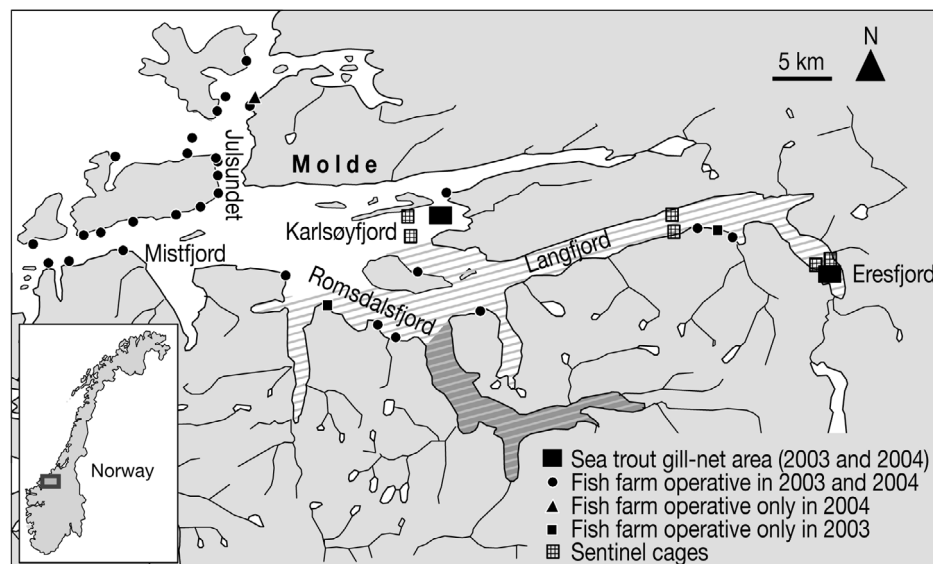 N
5 km
Julsundet
Molde
Karlsøyfjord
Langfjord
Mistfjord
Romsdalsfjord
Eresfjord
Norway
Sea trout gill-net area (2003 and 2004)
Fish farm operative in 2003 and 2004
Fish farm operative only in 2004
Fish farm operative only in 2003
Sentinel cages